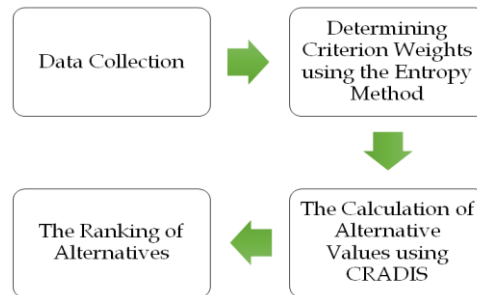 Data Collection
Determining
Criterion Weights
using the Entropy
Method
The Calculation of
Alternative
Values using
CRADIS
The Ranking of
Alternatives